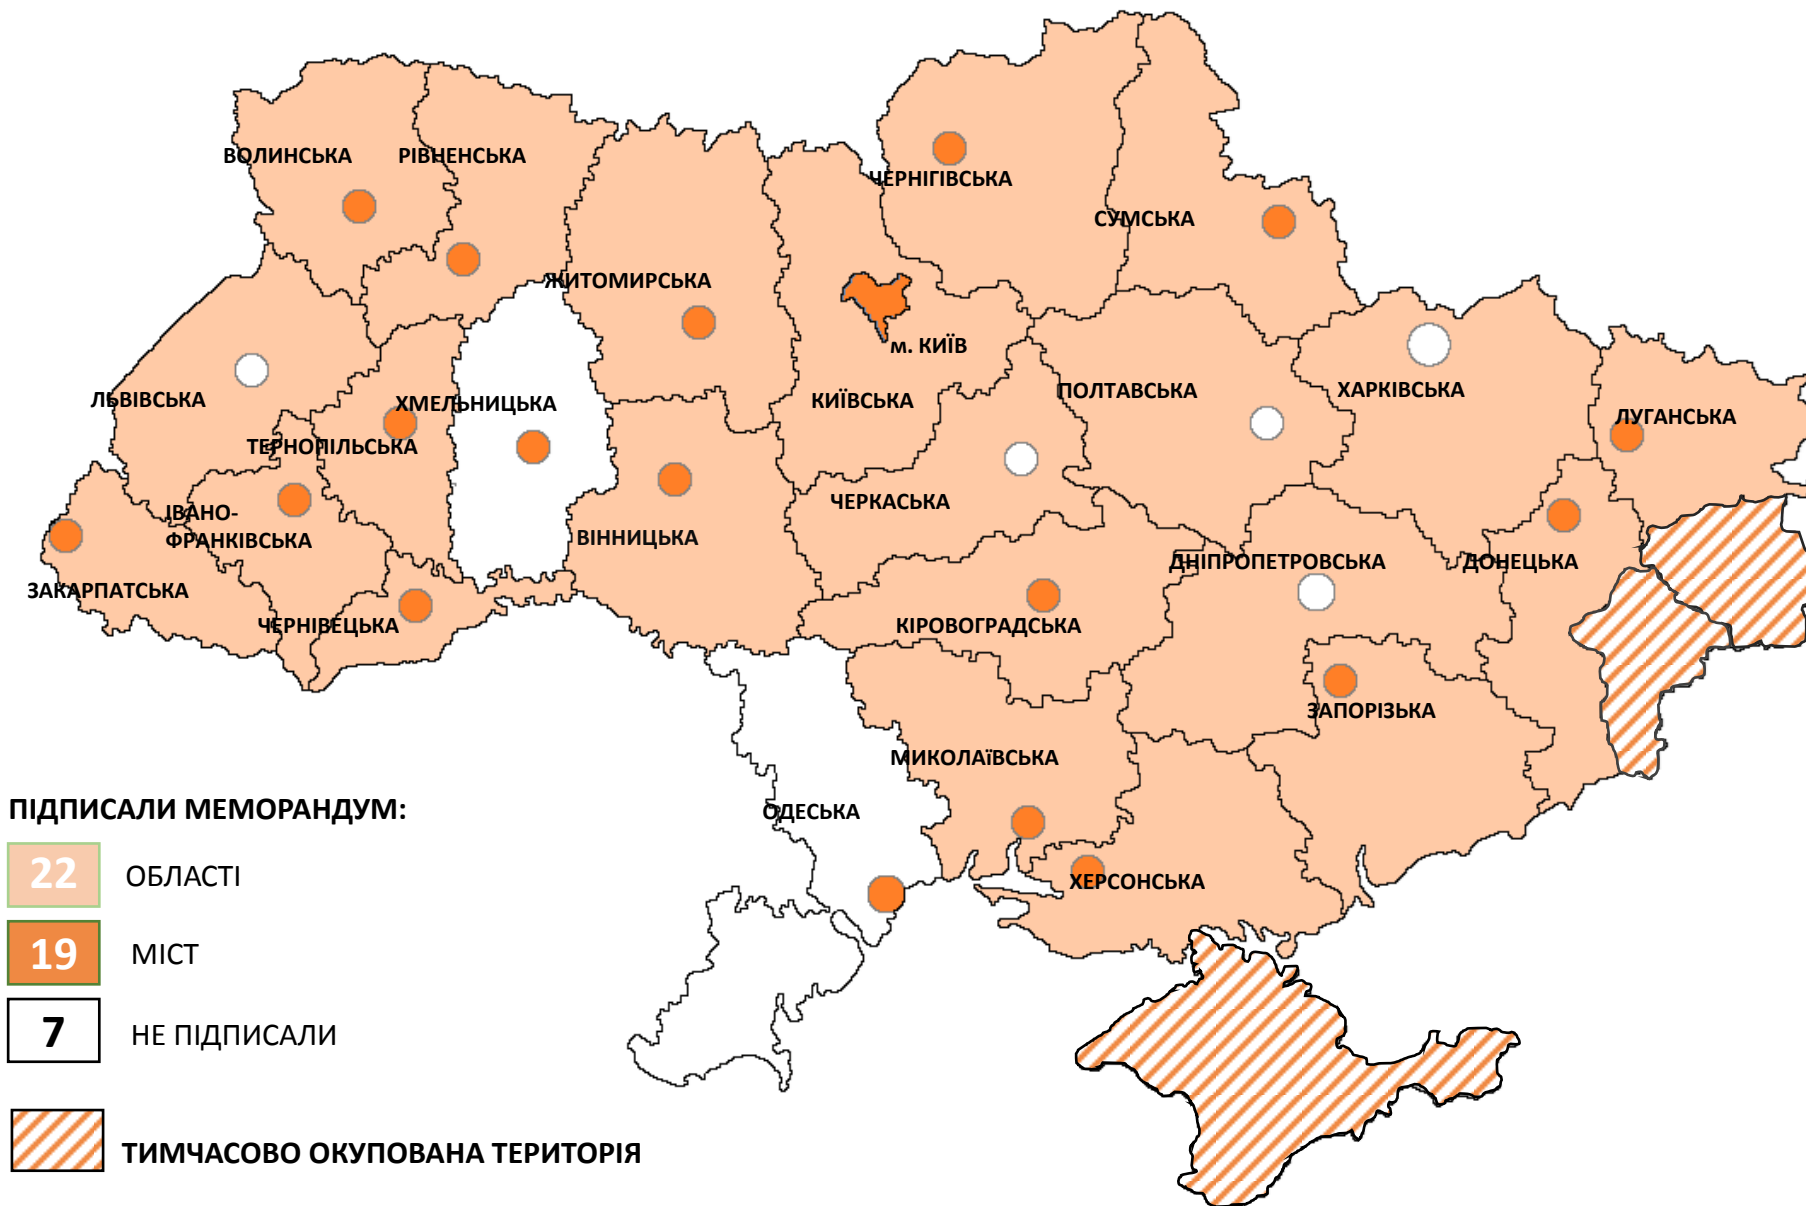 ВОЛИНСЬКА
РІВНЕНСЬКА
ЧЕРНІГІВСЬКА
СУМСЬКА
ЖИТОМИРСЬКА
м. КИЇВ
ЛЬВІВСЬКА
ХМЕЛЬНИЦЬКА
КИЇВСЬКА
ПОЛТАВСЬКА
ХАРКІВСЬКА
ЛУГАНСЬКА
ТЕРНОПІЛЬСЬКА
ЧЕРКАСЬКА
ІВАНО-
ФРАНКІВСЬКА
ВІННИЦЬКА
ДНІПРОПЕТРОВСЬКА
ДОНЕЦЬКА
ЗАКАРПАТСЬКА
ЧЕРНІВЕЦЬКА
КІРОВОГРАДСЬКА
ЗАПОРІЗЬКА
МИКОЛАїВСЬКА
ОДЕСЬКА
ХЕРСОНСЬКА
ПІДПИСАЛИ МЕМОРАНДУМ:
22 ОБЛАСТІ
19 МІСТ
7 НЕ ПІДПИСАЛИ
ТИМЧАСОВО ОКУПОВАНА ТЕРИТОРІЯ